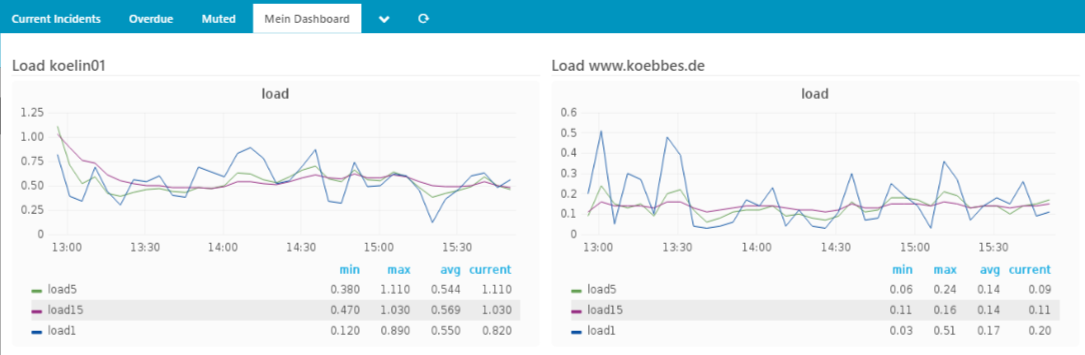 Current Incidents Overdue Muted Mein Dashboard
Load koelin01
load
1.25
1.00
0.75
0.50
0.25
0
13:00 13:30 14:00 14:30 15:00 15:30
min max avg current
load5 0.380 1.110 0.544 1.110
load15 0.470 1.030 0.569 1.030
load1 0.120 0.890 0.550 0.820
Load www.koebbes.de
load
0.6
0.5
0.4
0.3
0.2
0.1
0
13:00 13:30 14:00 14:30 15:00 15:30
min max avg current
load5 0.06 0.24 0.14 0.09
load15 0.11 0.16 0.14 0.11
load1 0.03 0.51 0.17 0.20